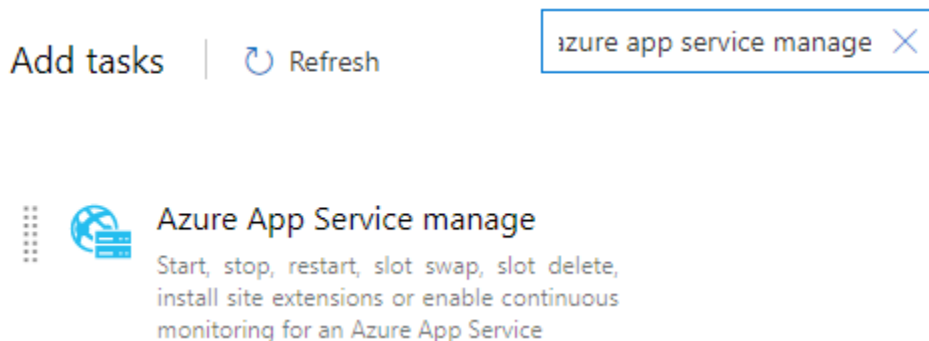 Add tasks
Refresh
azure app service manage
Azure App Service manage
Start, stop, restart, slot swap, slot delete,
install site extensions or enable continuous
monitoring for an Azure App Service